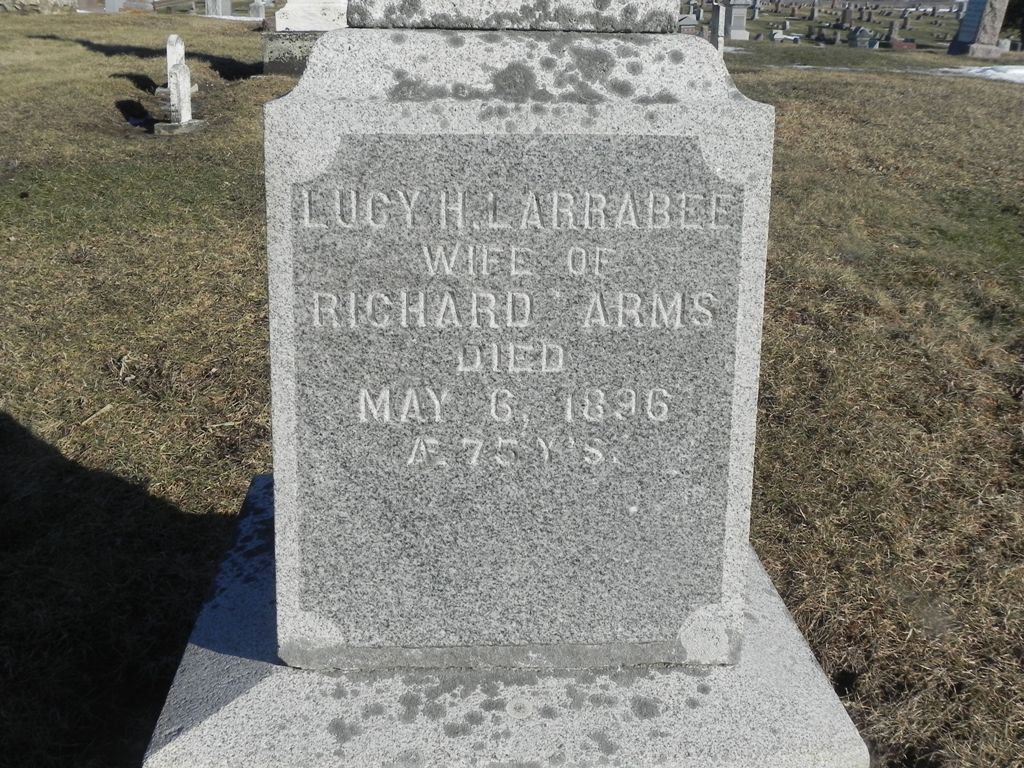 LUCY H. LARRABEE
WIFE OF
RICHARD ARMS
DIED
MAY 6, 1896
Æ. 75 Y'S.